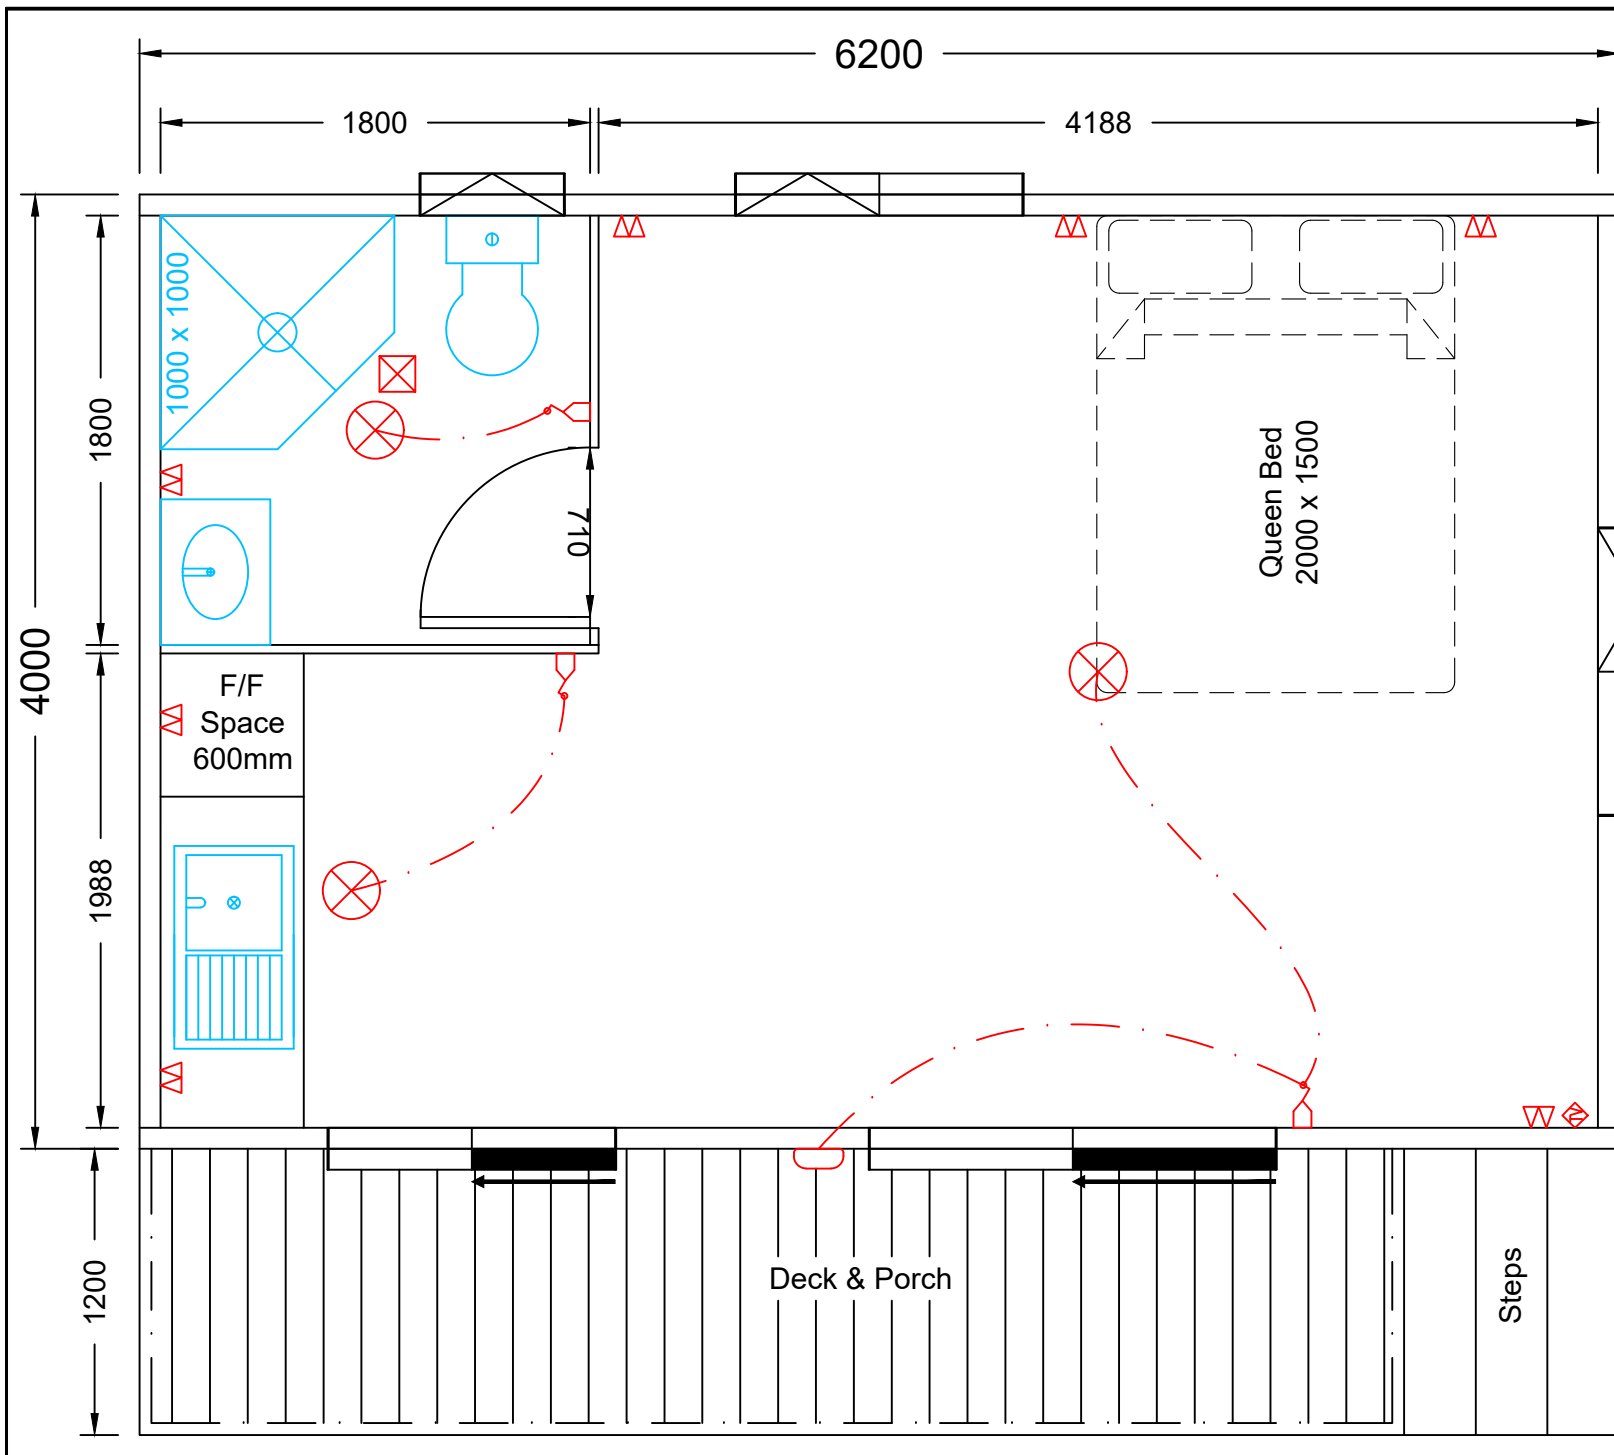 6200
1800
4188
1000 x 1000
1800
710
Queen Bed
2000 x 1500
4000
F/F
Space
600mm
1988
1200
Deck & Porch
Steps